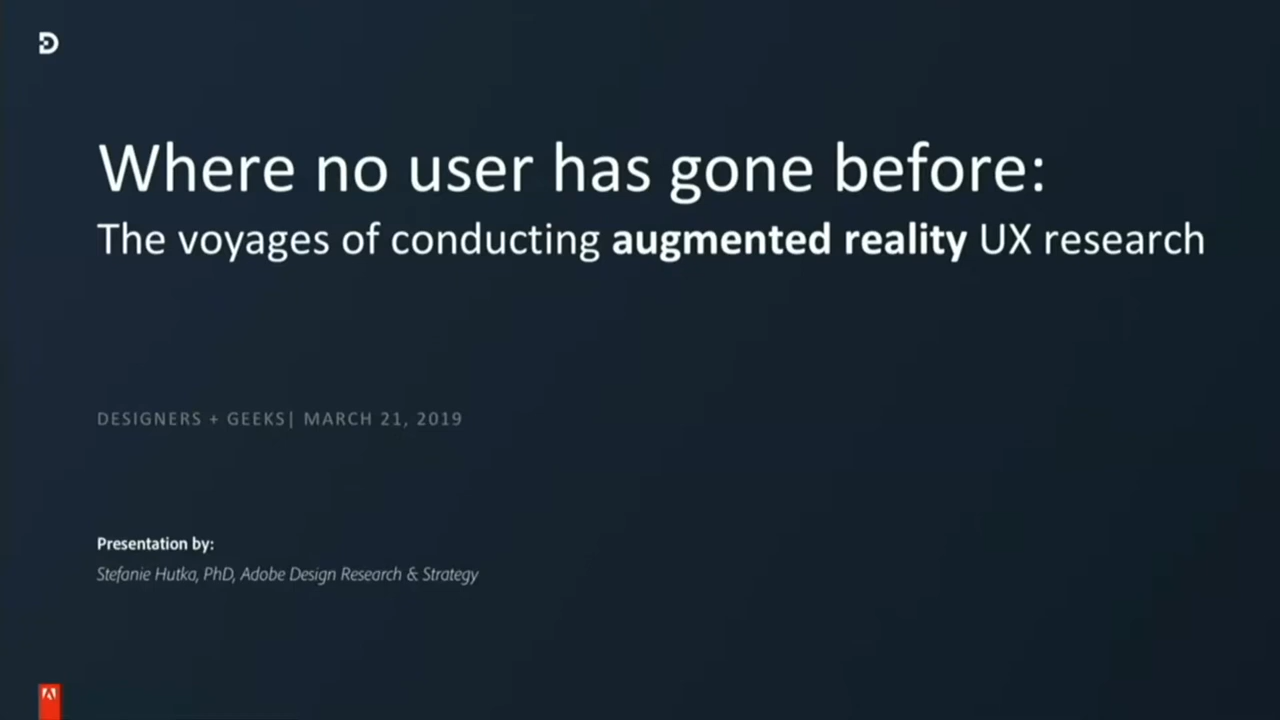 Where no user has gone before:
The voyages of conducting augmented reality UX research
DESIGNERS + GEEKS| MARCH 21, 2019
Presentation by:
Stefanie Hutka, PhD, Adobe Design Research & Strategy